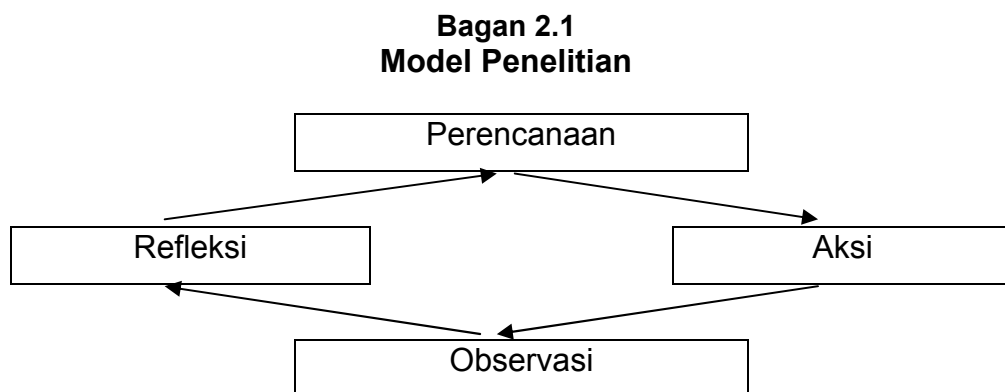 Bagan 2.1
Model Penelitian
Perencanaan
Refleksi
Aksi
Observasi